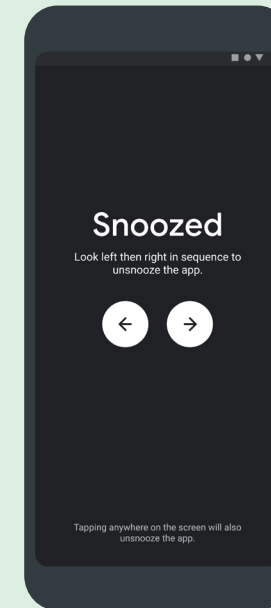 Snoozed
Look left then right in sequence to
unsnooze the app.
Tapping anywhere on the screen will also
unsnooze the app.